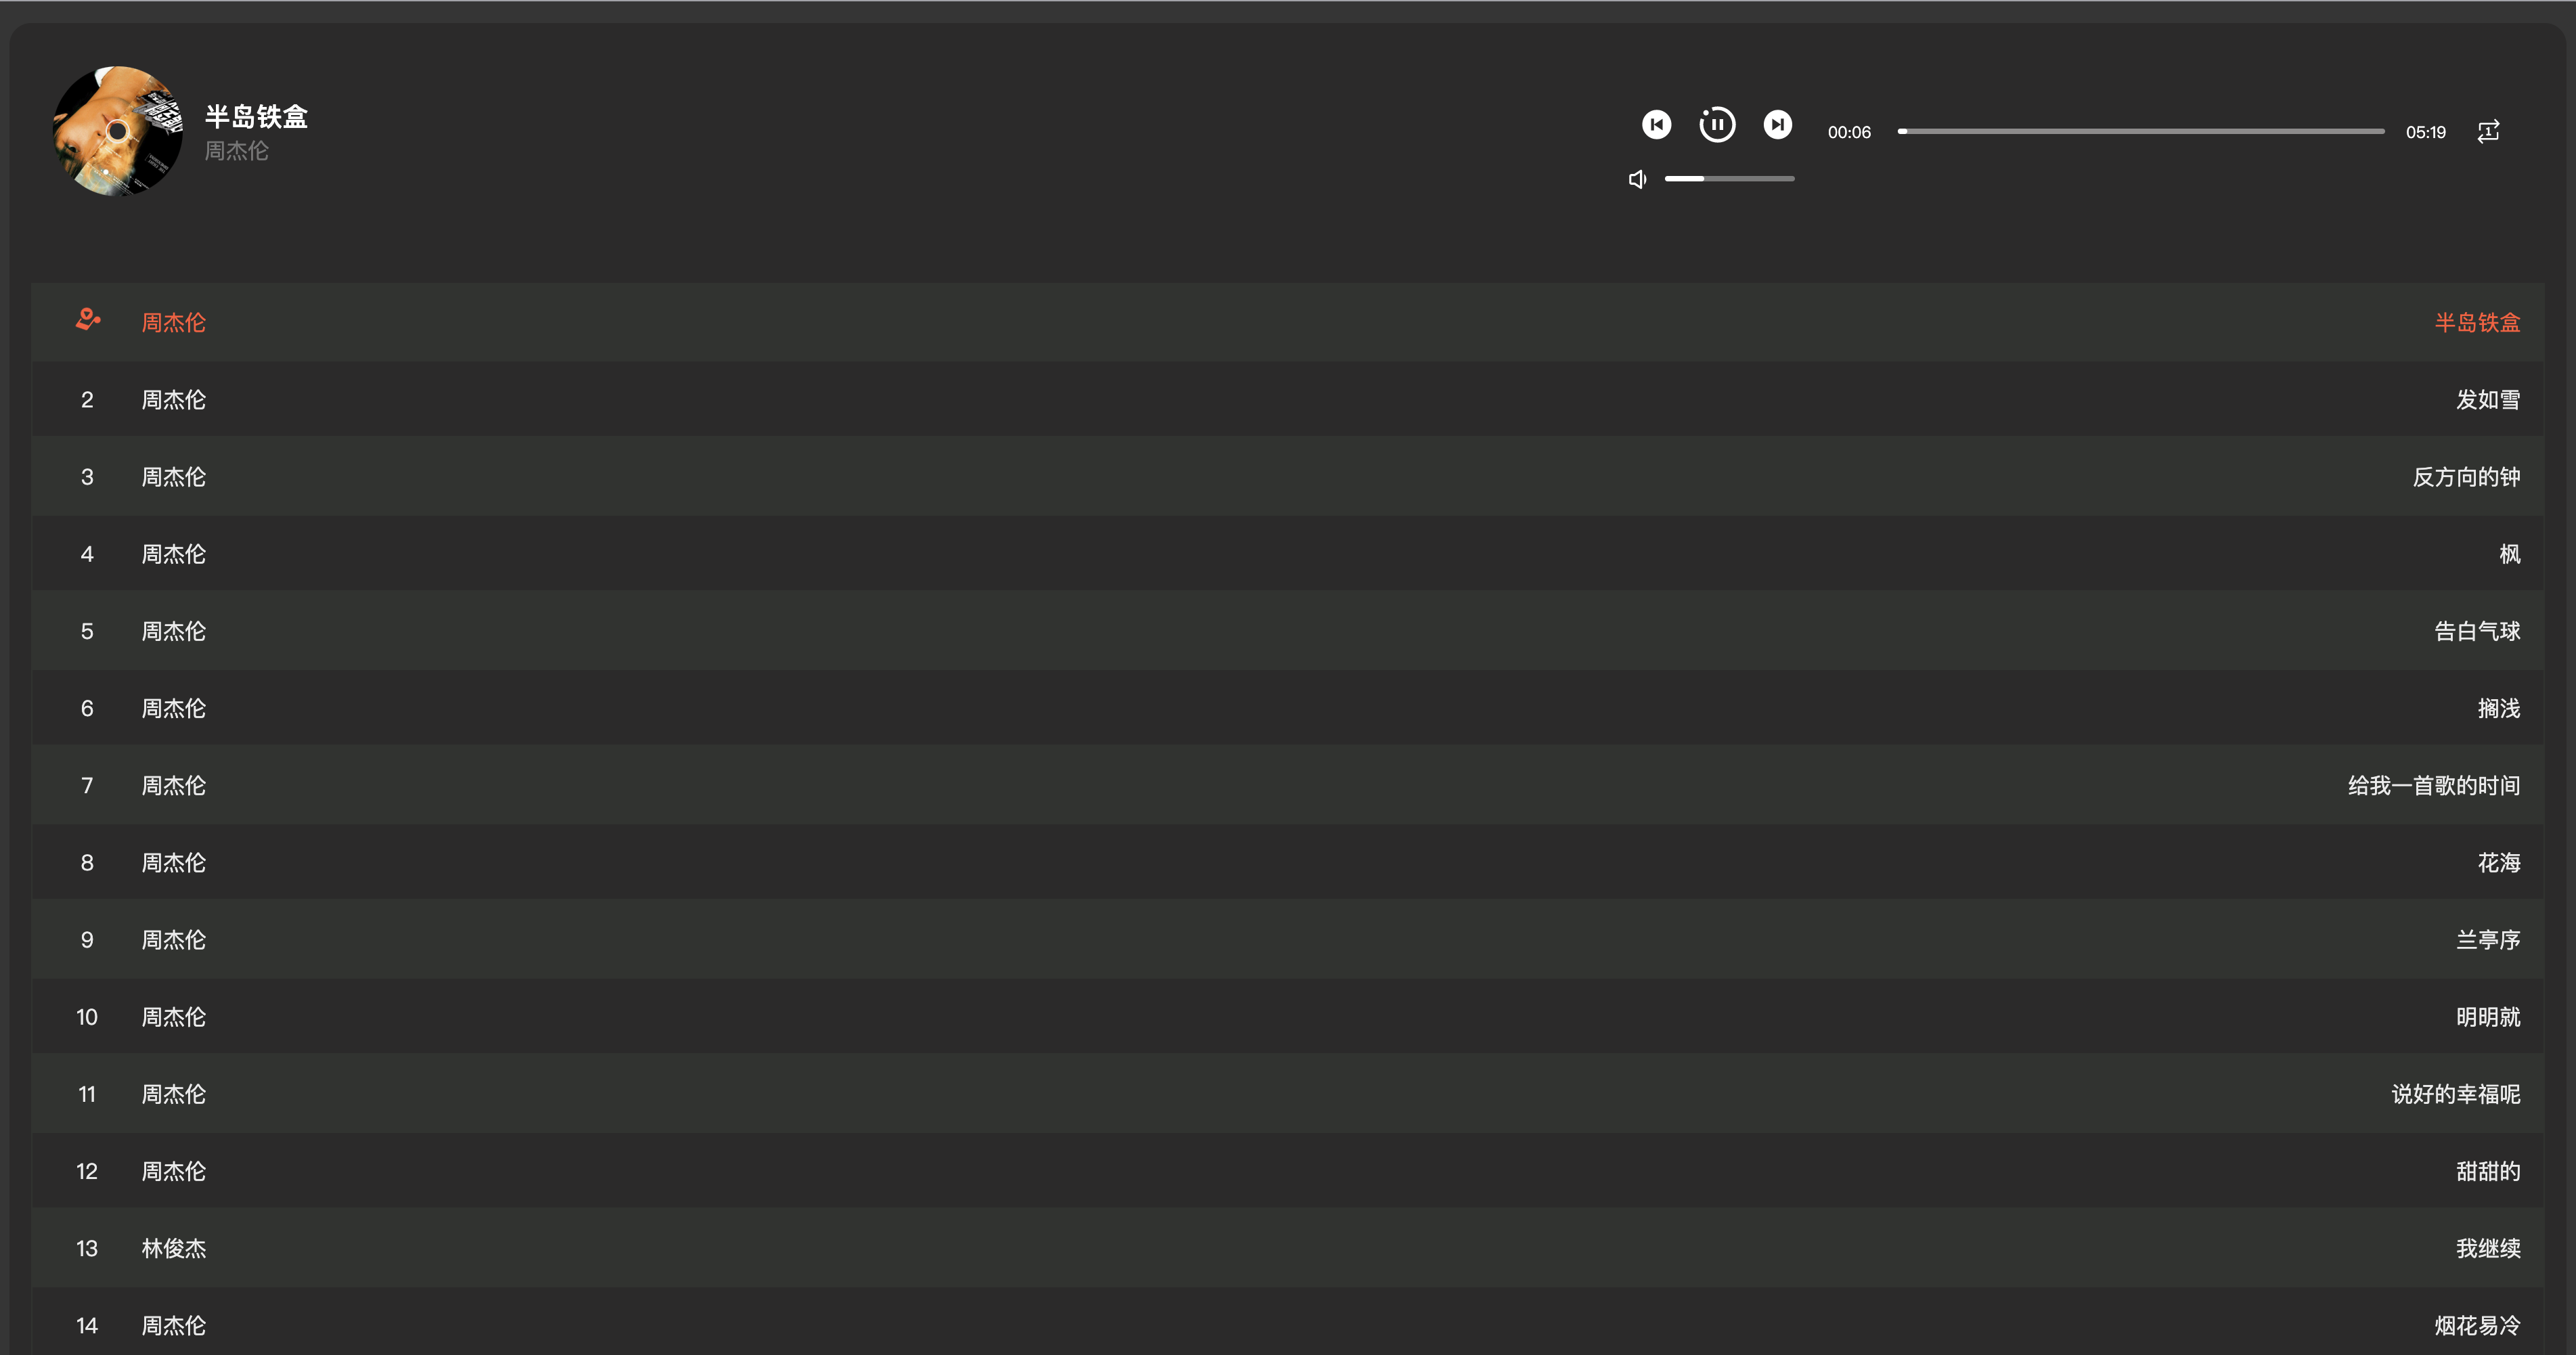 半岛铁盒
周杰伦
00:06
05:19
1
周杰伦 半岛铁盒
2 周杰伦 发如雪
3 周杰伦 反方向的钟
4 周杰伦 枫
5 周杰伦 告白气球
6 周杰伦 搁浅
7 周杰伦 给我一首歌的时间
8 周杰伦 花海
9 周杰伦 兰亭序
10 周杰伦 明明就
11 周杰伦 说好的幸福呢
12 周杰伦 甜甜的
13 林俊杰 我继续
14 周杰伦 烟花易冷